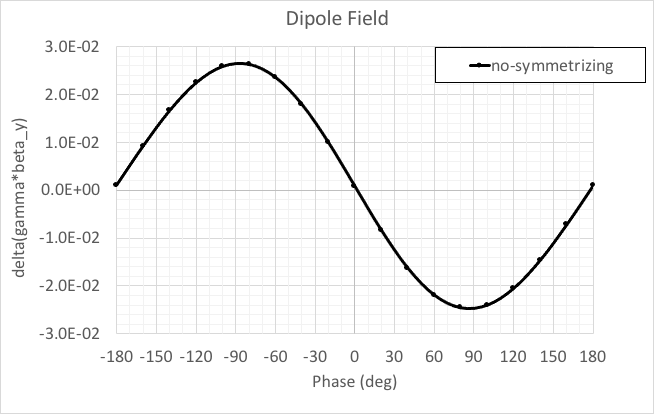 Dipole Field
no-symmetrizing
delta(gamma*beta_y)
3.0E-02
2.0E-02
1.0E-02
0.0E+00
-1.0E-02
-2.0E-02
-3.0E-02
-180 -150 -120 -90 -60 -30 0 30 60 90 120 150 180
Phase (deg)